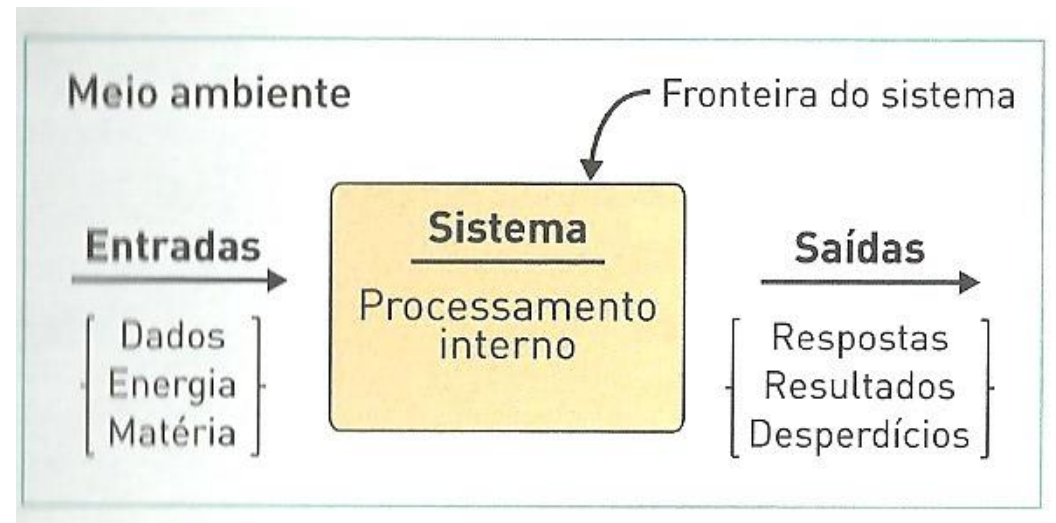 Meio ambiente
Fronteira do sistema
Entradas
Dados
Energia
Matéria
Sistema
Processamento
interno
Saídas
Respostas
Resultados
Desperdícios